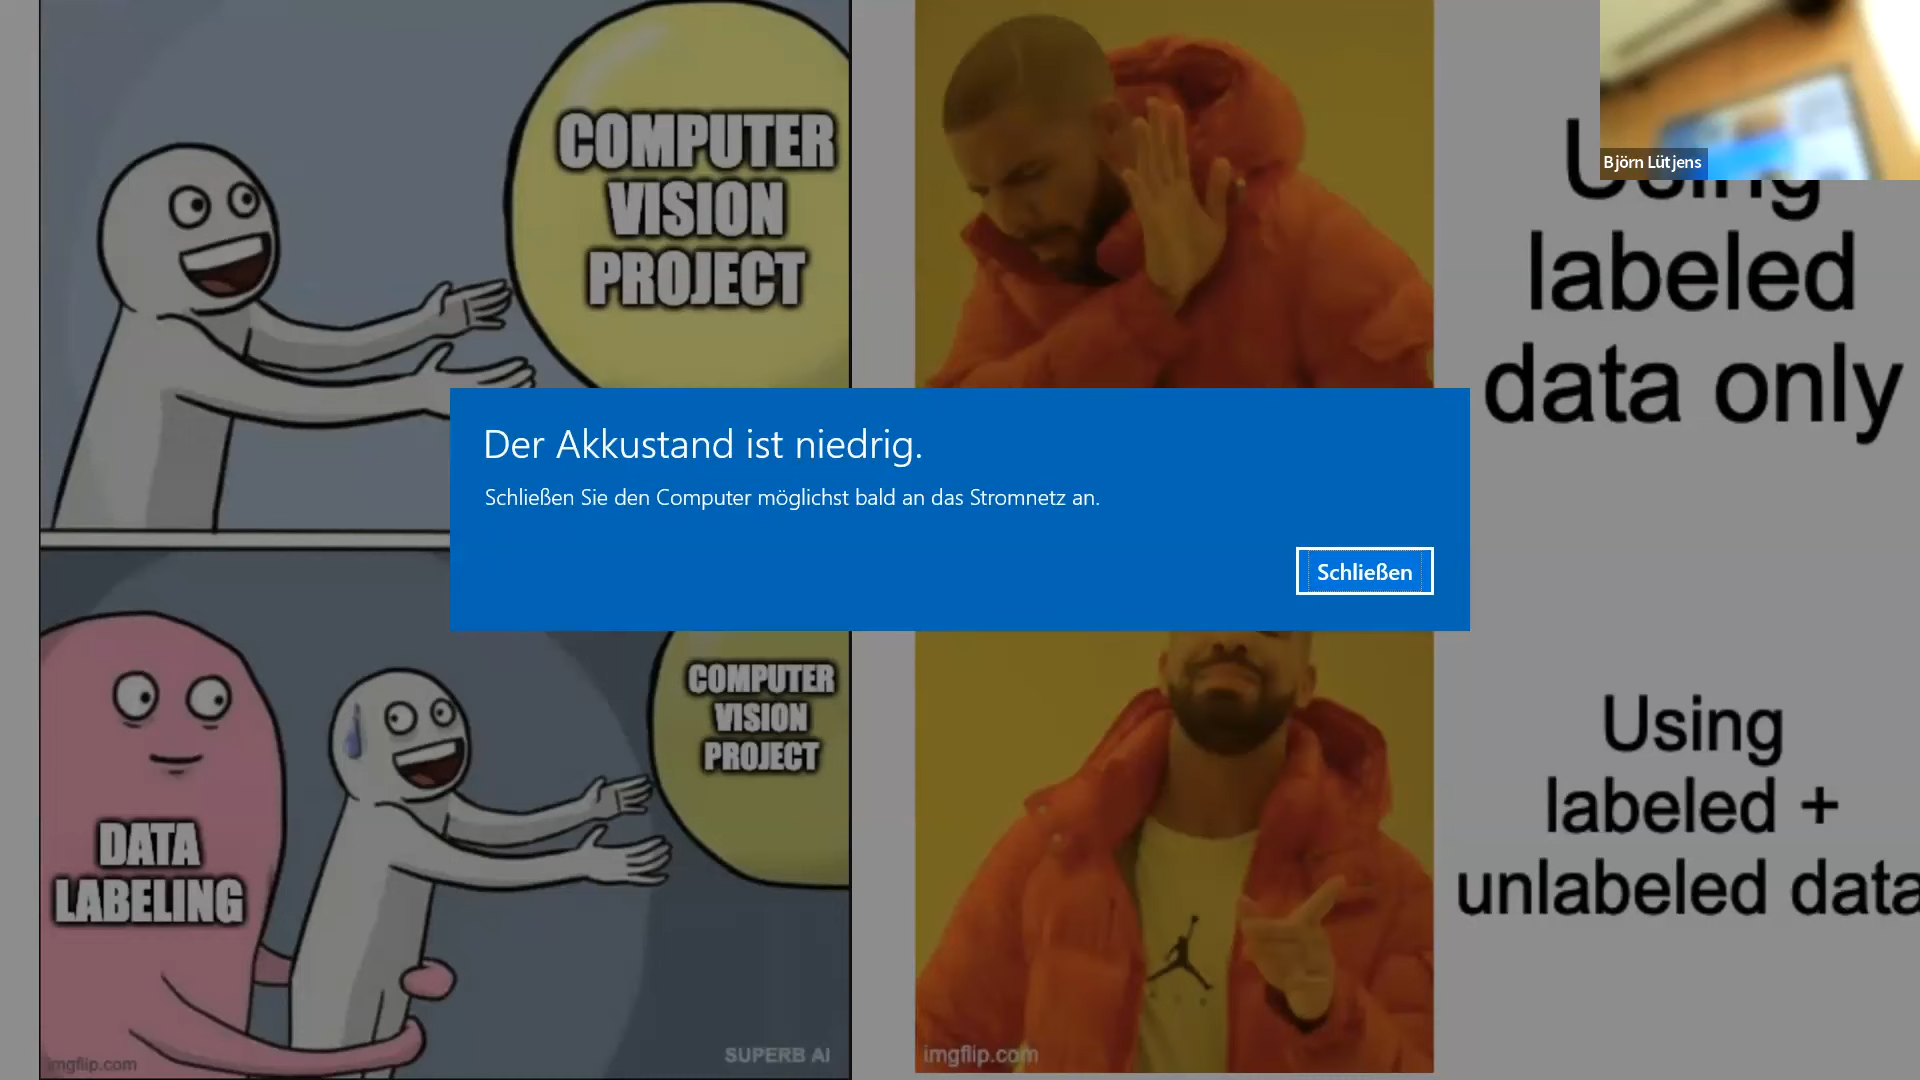 COMPUTER
VISION
PROJECT
Using
labeled
data only
Björn Lütjens
Der Akkustand ist niedrig.
Schließen Sie den Computer möglichst bald an das Stromnetz an.
Schließen
COMPUTER
VISION
PROJECT
DATA
LABELING
Using
labeled +
unlabeled data
imgflip.com
SUPERB AI
imgflip.com